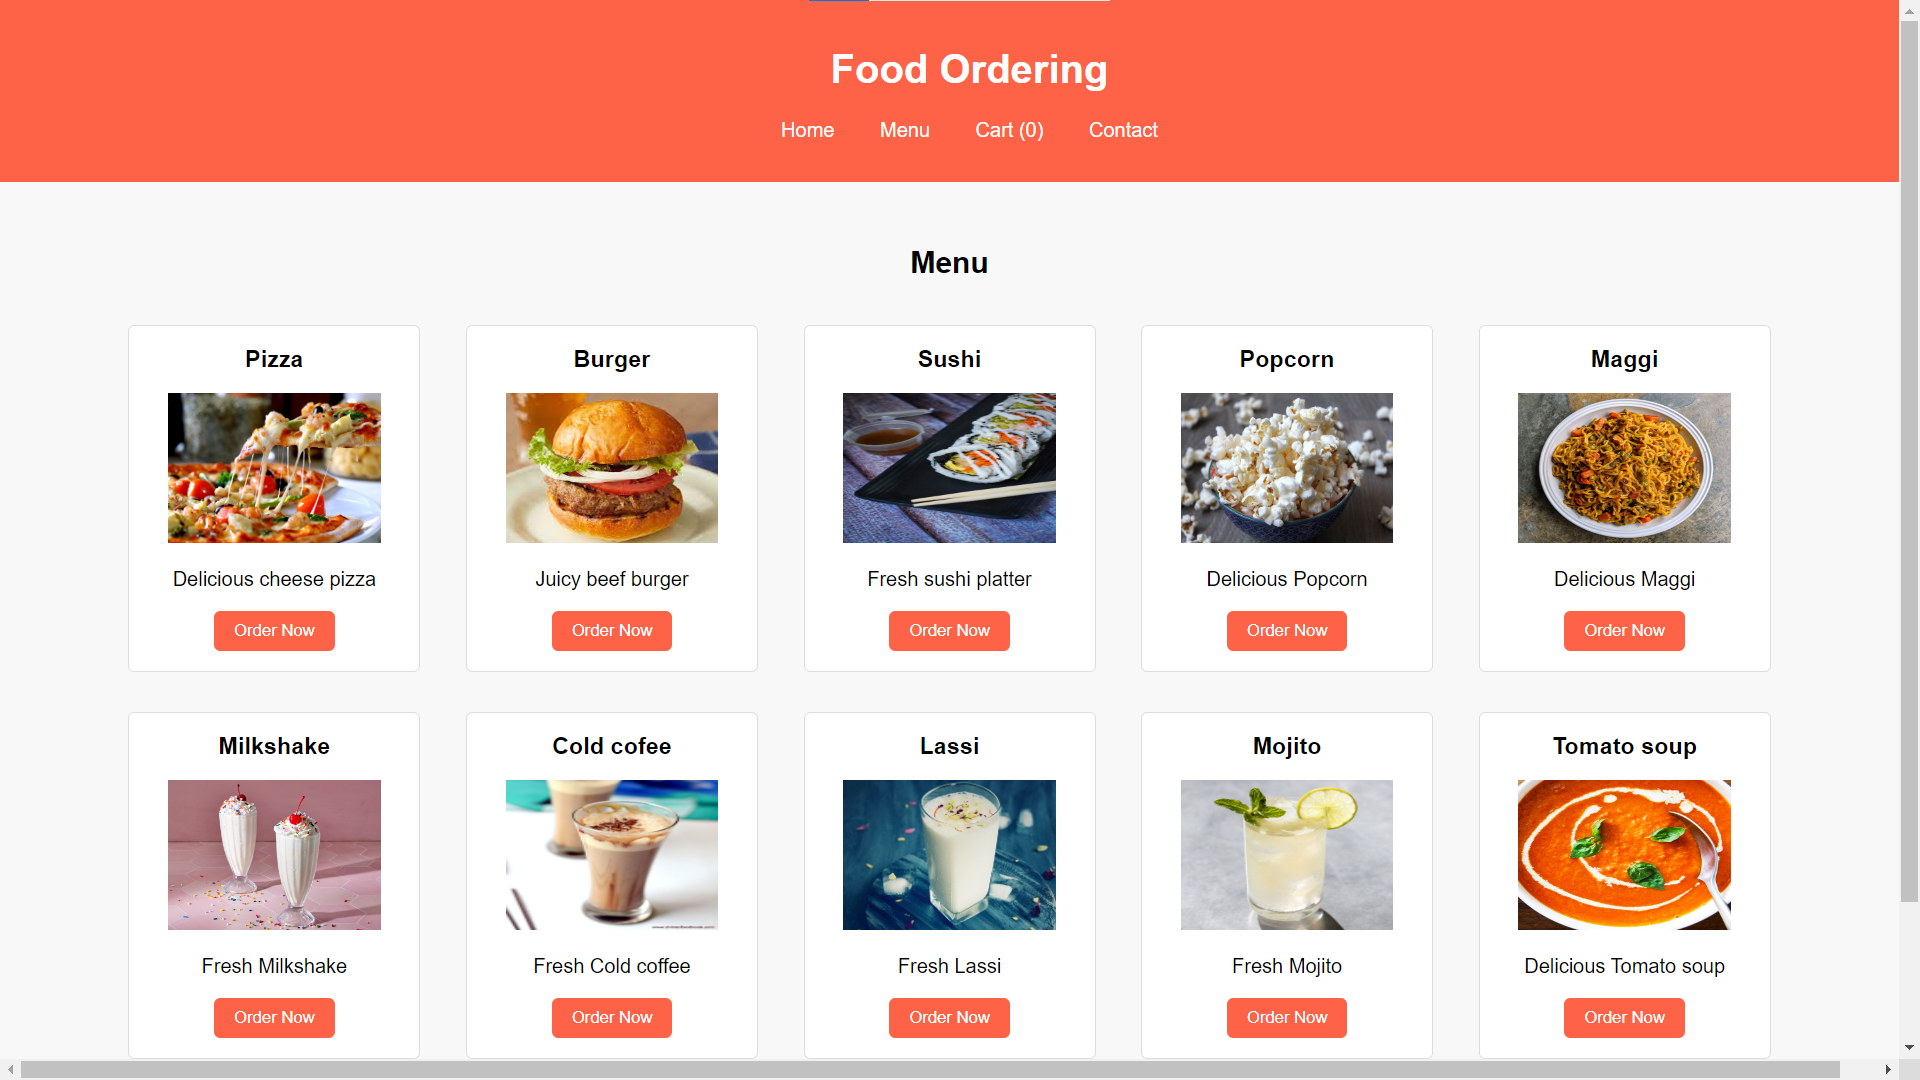 Food Ordering
Home Menu Cart (0) Contact
Menu
Pizza Burger Sushi Popcorn Maggi
Delicious cheese pizza Juicy beef burger Fresh sushi platter Delicious Popcorn Delicious Maggi
Order Now Order Now Order Now Order Now Order Now
Milkshake Cold cofee Lassi Mojito Tomato soup
Fresh Milkshake Fresh Cold coffee Fresh Lassi Fresh Mojito Delicious Tomato soup
Order Now Order Now Order Now Order Now Order Now